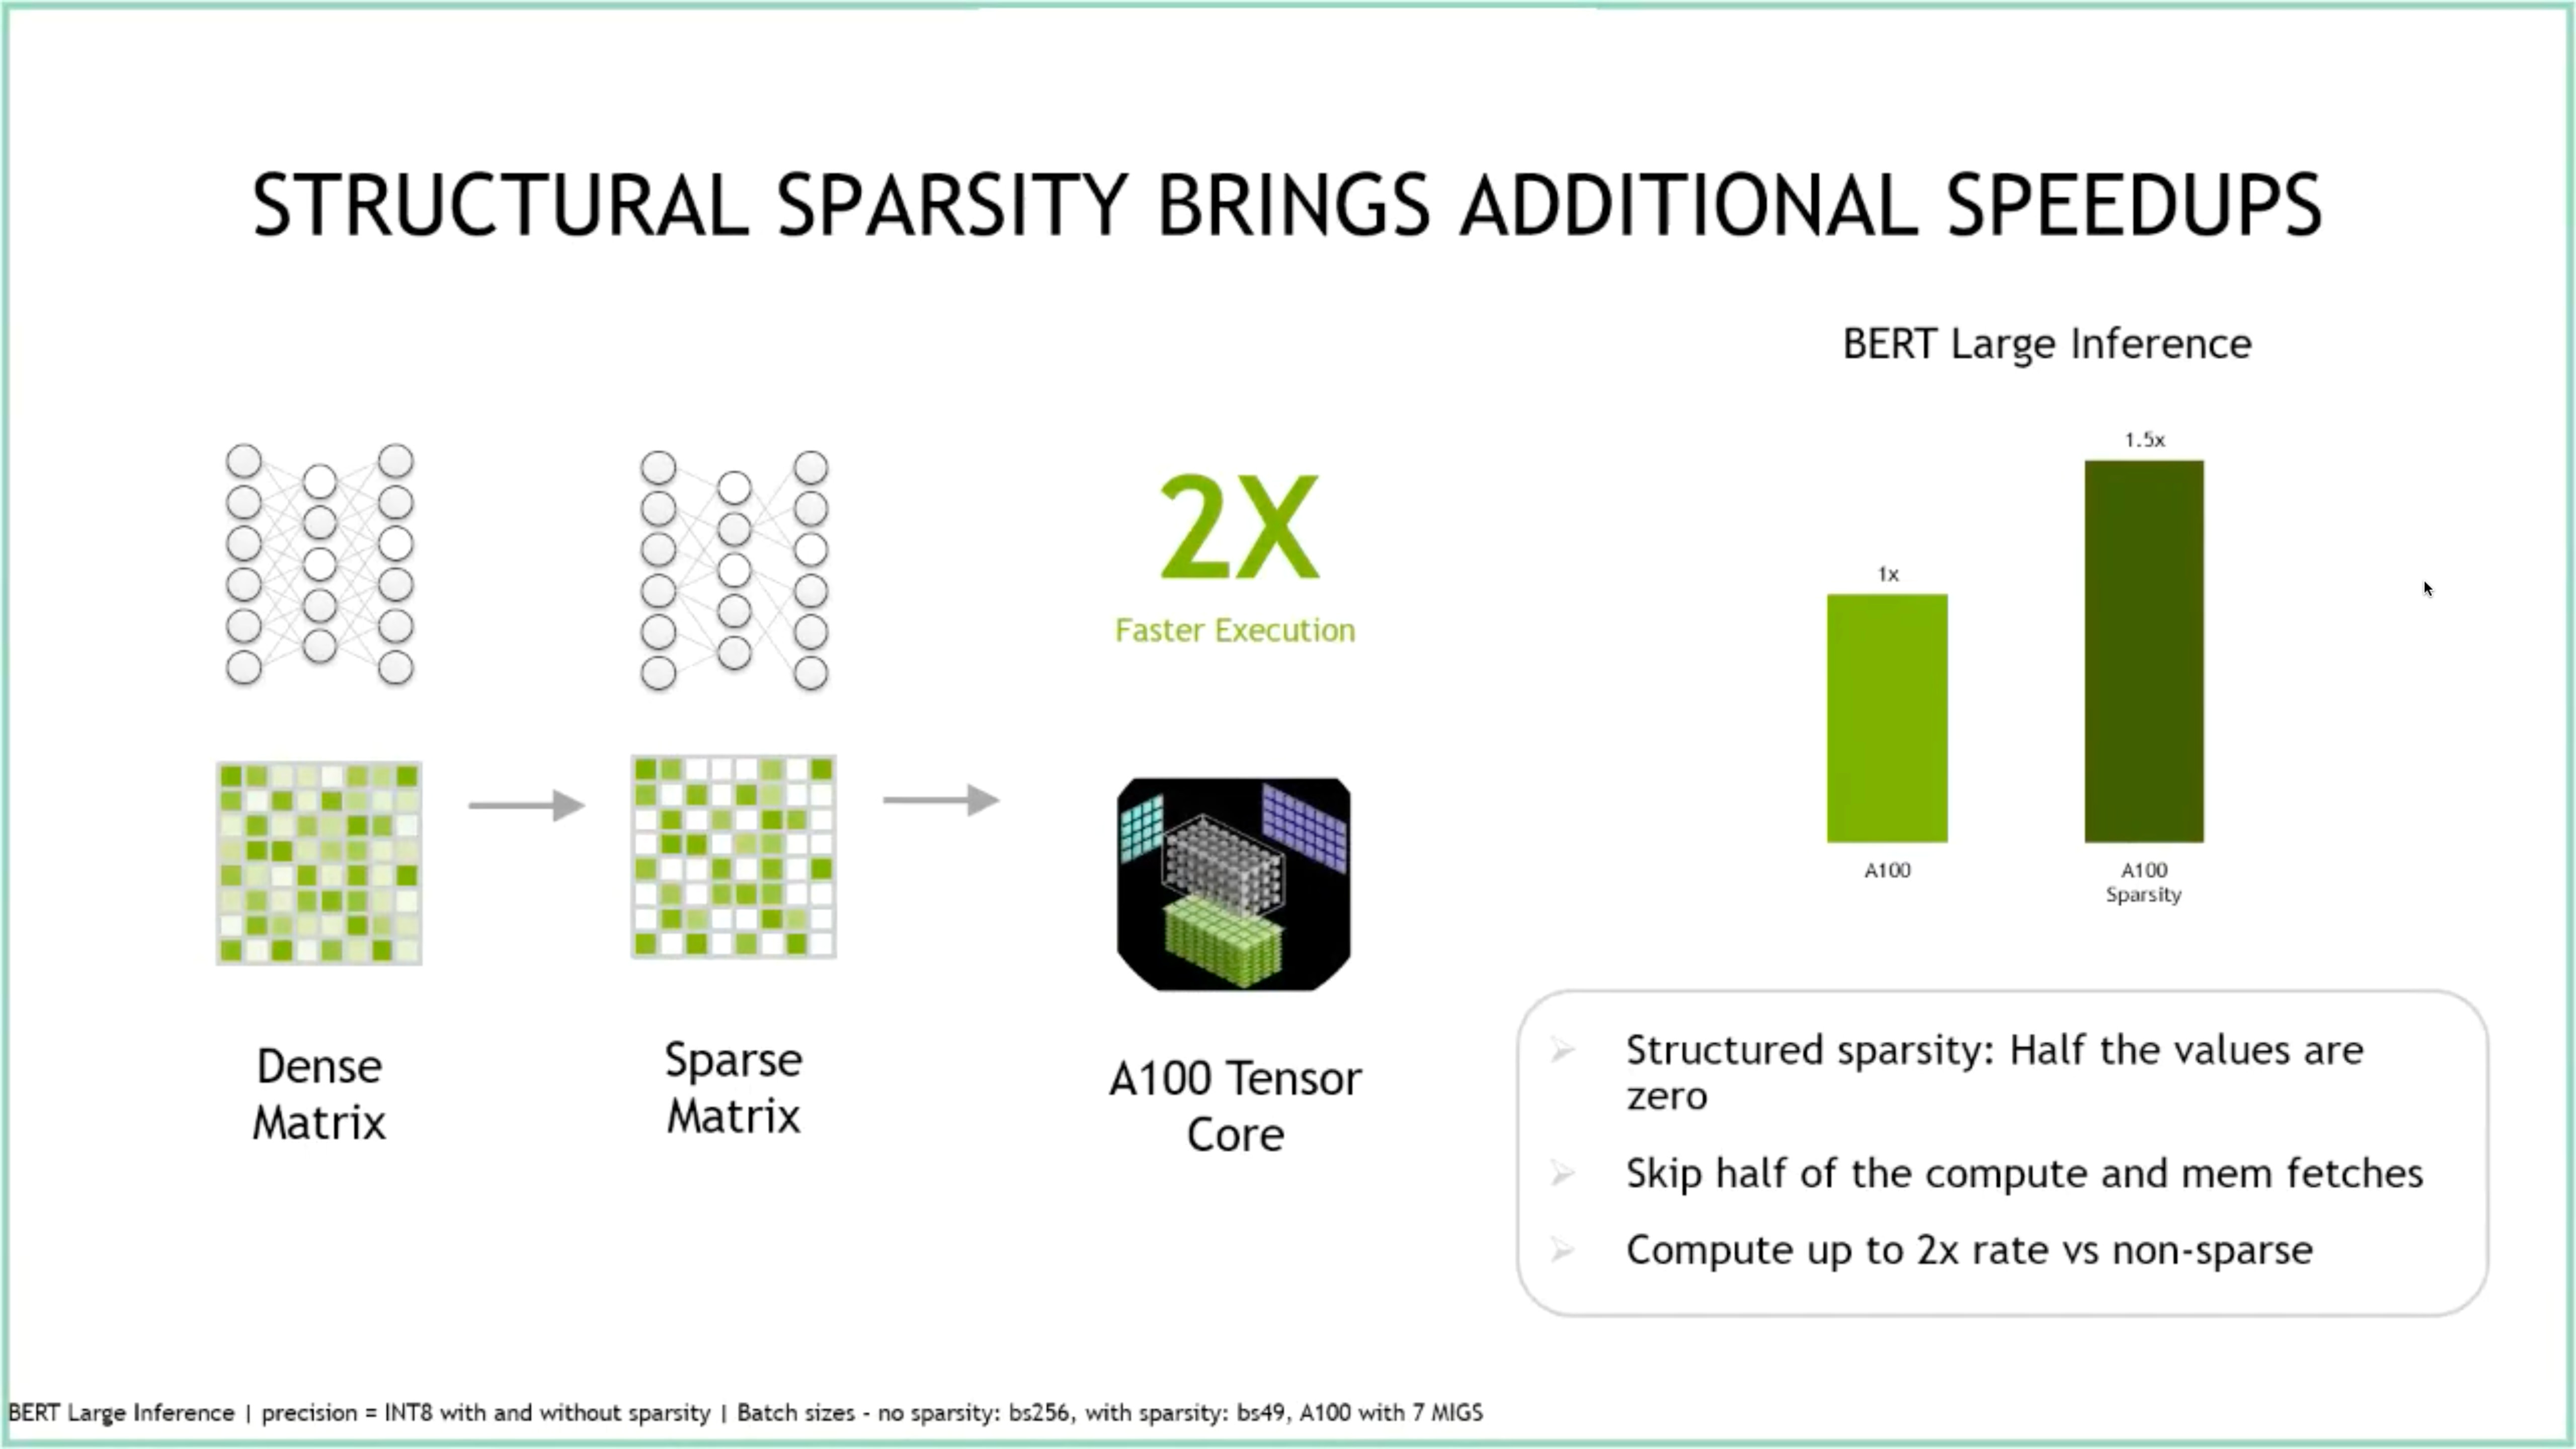 STRUCTURAL SPARSITY BRINGS ADDITIONAL SPEEDUPS
2X
Faster Execution
Dense
Matrix
Sparse
Matrix
A100 Tensor
Core
BERT Large Inference
1x
1.5x
A100
A100
Sparsity
Structured sparsity: Half the values are
zero
Skip half of the compute and mem fetches
Compute up to 2x rate vs non-sparse
BERT Large Inference | precision = INT8 with and without sparsity | Batch sizes - no sparsity: bs256, with sparsity: bs49, A100 with 7 MIGS